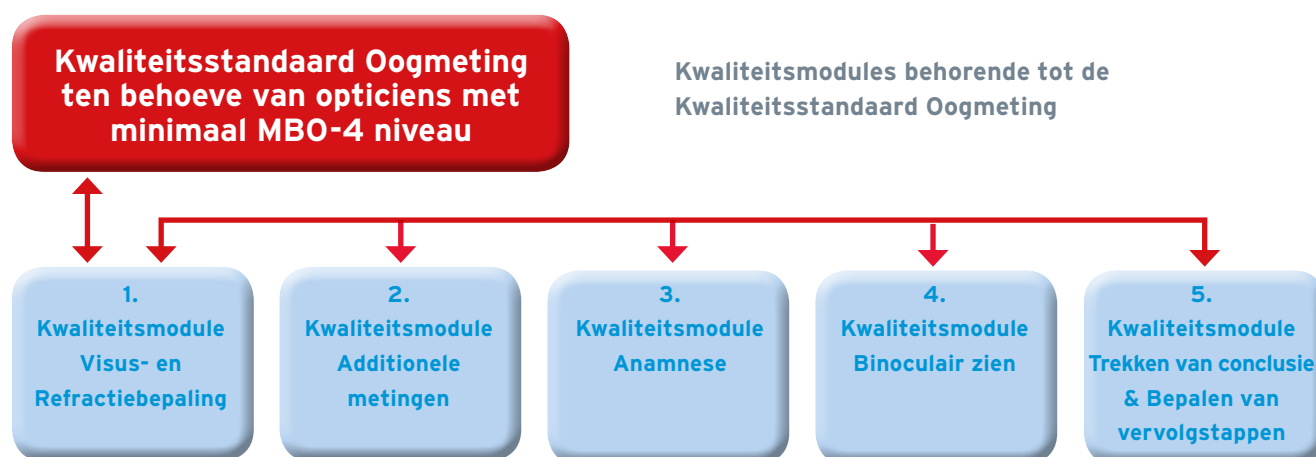 Kwaliteitsstandaard Oogmeting
ten behoeve van opticiens met
minimaal MBO-4 niveau
Kwaliteitsmodules behorende tot de
Kwaliteitsstandaard Oogmeting
1.
Kwaliteitsmodule
Visus- en
Refractiebepaling
2.
Kwaliteitsmodule
Additionele
metingen
3.
Kwaliteitsmodule
Anamnese
4.
Kwaliteitsmodule
Binoculair zien
5.
Kwaliteitsmodule
Trekken van conclusie
& Bepalen van
vervolgstappen